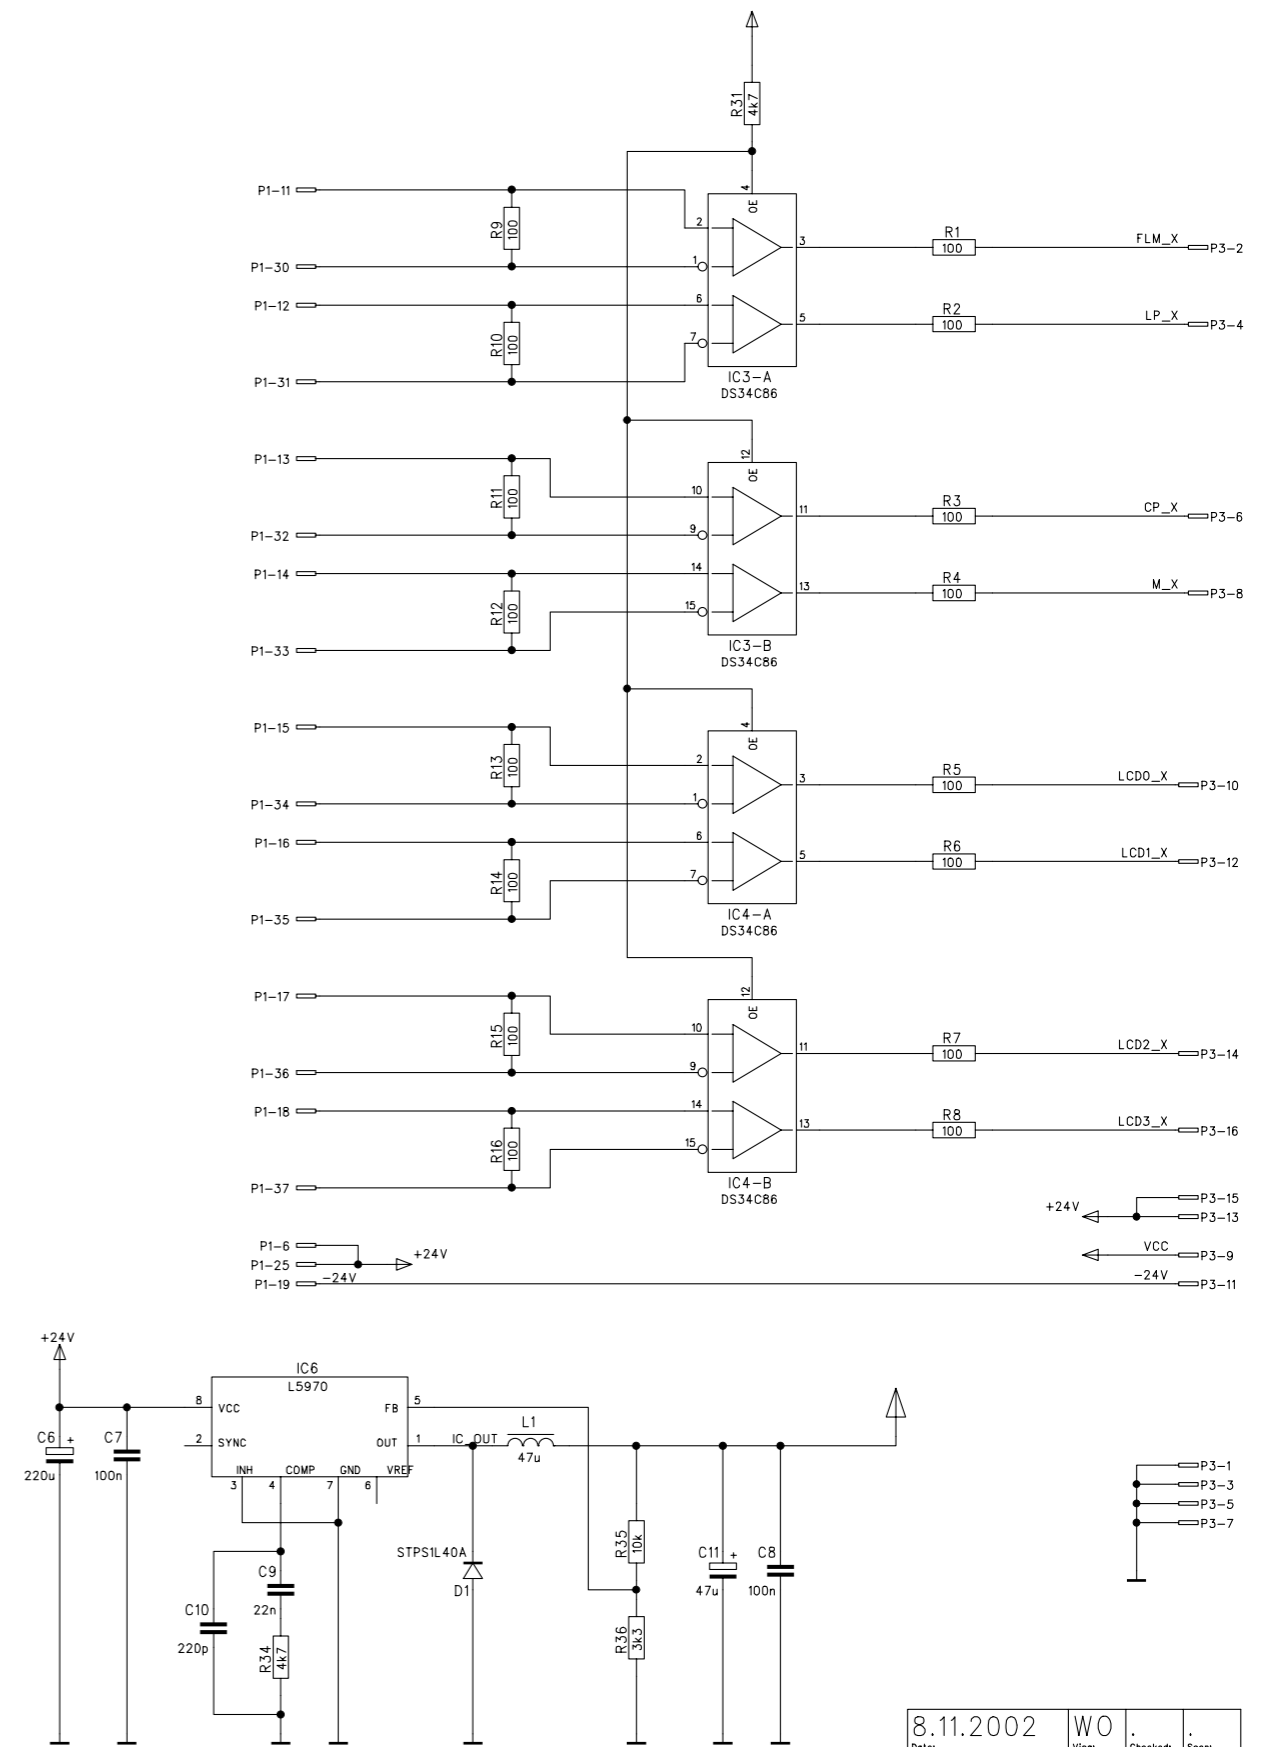 R31
4k7
P1-11
4
OE
R9
100
2
3
R1
100
FLM_X
P3-2
P1-30
1
P1-12
6
R10
100
5
R2
100
LP_X
P3-4
7
P1-31
IC3-A
DS34C86
P1-13
12
OE
R11
100
10
11
R3
100
CP_X
P3-6
P1-32
9
P1-14
14
R12
100
13
R4
100
M_X
P3-8
15
P1-33
IC3-B
DS34C86
P1-15
4
OE
R13
100
2
3
R5
100
LCD0_X
P3-10
P1-34
1
P1-16
6
R14
100
5
R6
100
LCD1_X
P3-12
7
P1-35
IC4-A
DS34C86
P1-17
12
OE
R15
100
10
11
R7
100
LCD2_X
P3-14
P1-36
9
P1-18
14
R16
100
13
R8
100
LCD3_X
P3-16
15
P1-37
IC4-B
DS34C86
P3-15
+24V
P3-13
P1-6
P1-25
+24V
VCC
P3-9
P1-19
-24V
-24V
P3-11
+24V
IC6
L5970
8
VCC
FB
5
2
SYNC
OUT
1
IC_OUT
L1
47u
INH
COMP
GND
VREF
3
4
7
6
C6
+
220u
C7
100n
P3-1
P3-3
P3-5
P3-7
STPS1L40A
D1
R35
10k
C11
+
47u
C8
100n
C9
22n
C10
220p
R34
4k7
R36
3k3
8.11.2002
WO
.
.